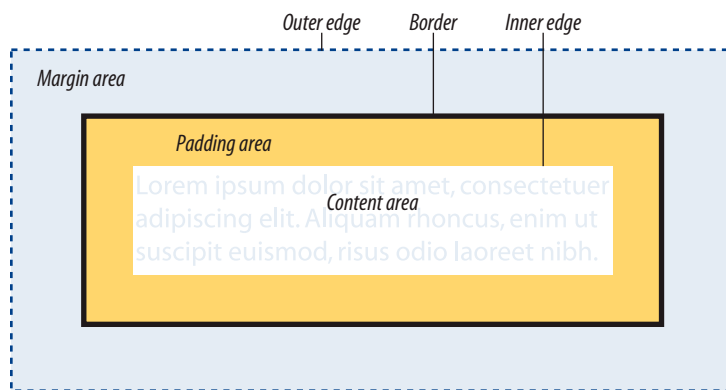 Outer edge Border Inner edge
Margin area
Padding area
Lorem ipsum dolor sit amet, consectetuer
Content area
adipiscing elit. Aliquam rhoncus, enim ut
suscipit euismod, risus odio laoreet nibh.